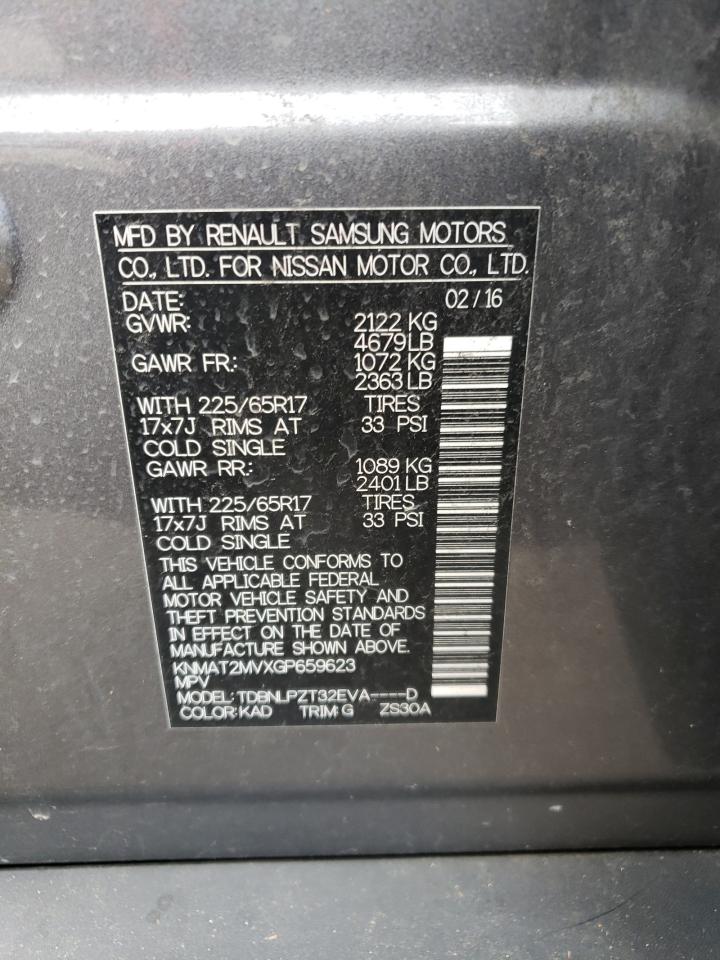 MFD BY RENAULT SAMSUNG MOTORS
CO., LTD. FOR NISSAN MOTOR CO., LTD.
DATE: 02/16
GVWR: 2122 KG
4679LB
GAWR FR: 1072 KG
2363 LB
WITH 225/65R17 TIRES
17x7J RIMS AT 33 PSI
COLD SINGLE
GAWR RR: 1089 KG
2401 LB
WITH 225/65R17 TIRES
17x7J RIMS AT 33 PSI
COLD SINGLE
THIS VEHICLE CONFORMS TO
ALL APPLICABLE FEDERAL
MOTOR VEHICLE SAFETY AND
THEFT PREVENTION STANDARDS
IN EFFECT ON THE DATE OF
MANUFACTURE SHOWN ABOVE.
KNMAT2MVXGP659623
MPV
MODEL: TDBNLPZT32EVA----D
COLOR: KAD TRIM: G ZS30A